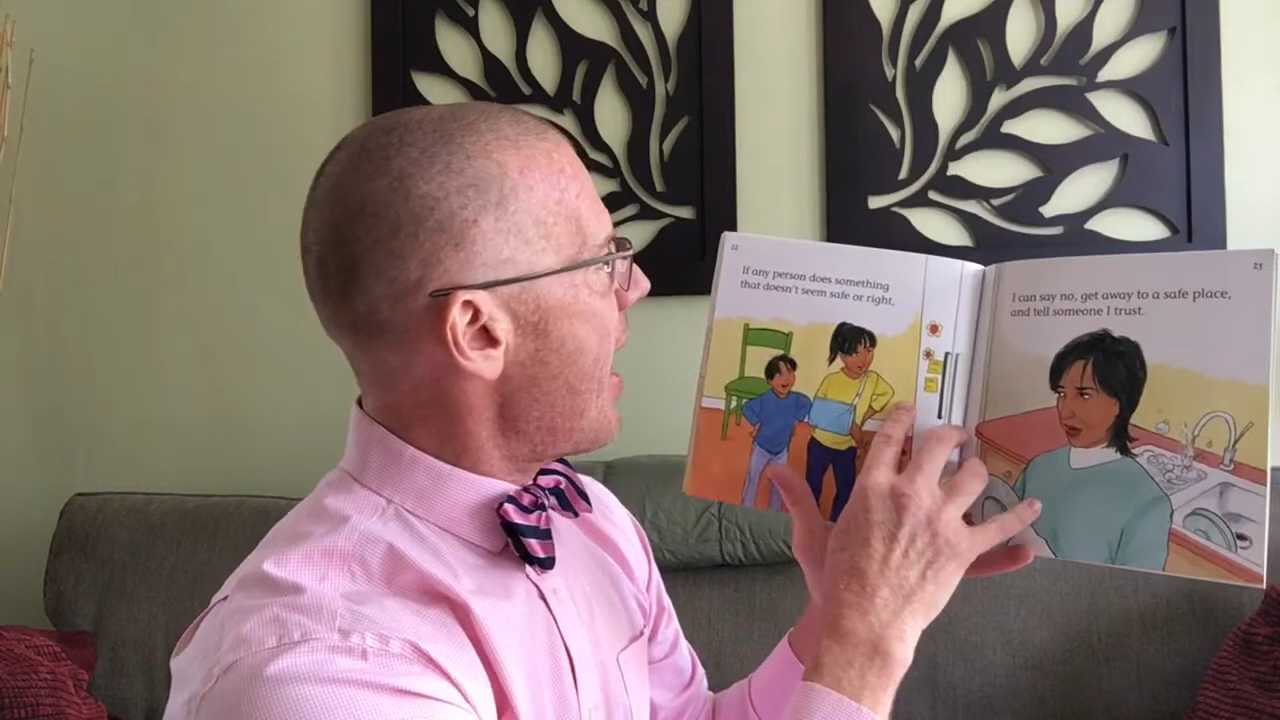 22
If any person does something
that doesn't seem safe or right,
23
I can say no, get away to a safe place,
and tell someone I trust.